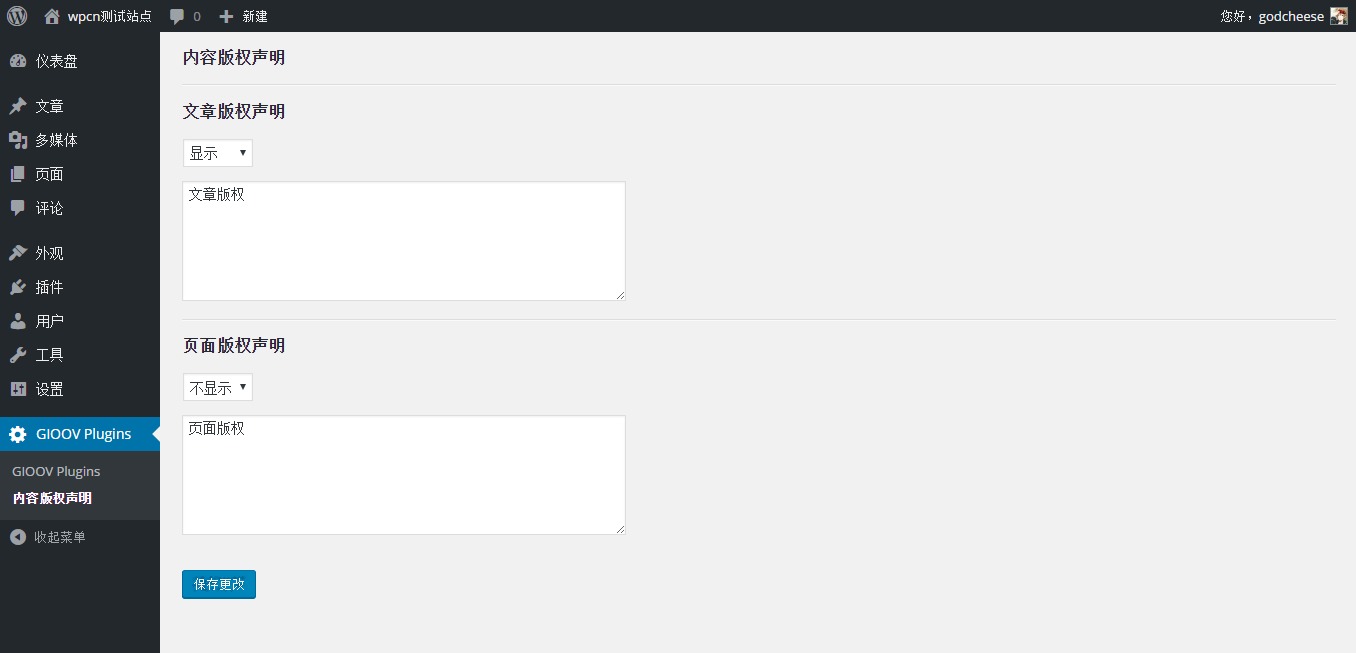 wpcn测试站点 0 新建 您好，godcheese
仪表盘
文章
多媒体
页面
评论
外观
插件
用户
工具
设置
GIOOV Plugins
GIOOV Plugins
内容版权声明
收起菜单
内容版权声明
文章版权声明
显示
文章版权
页面版权声明
不显示
页面版权
保存更改